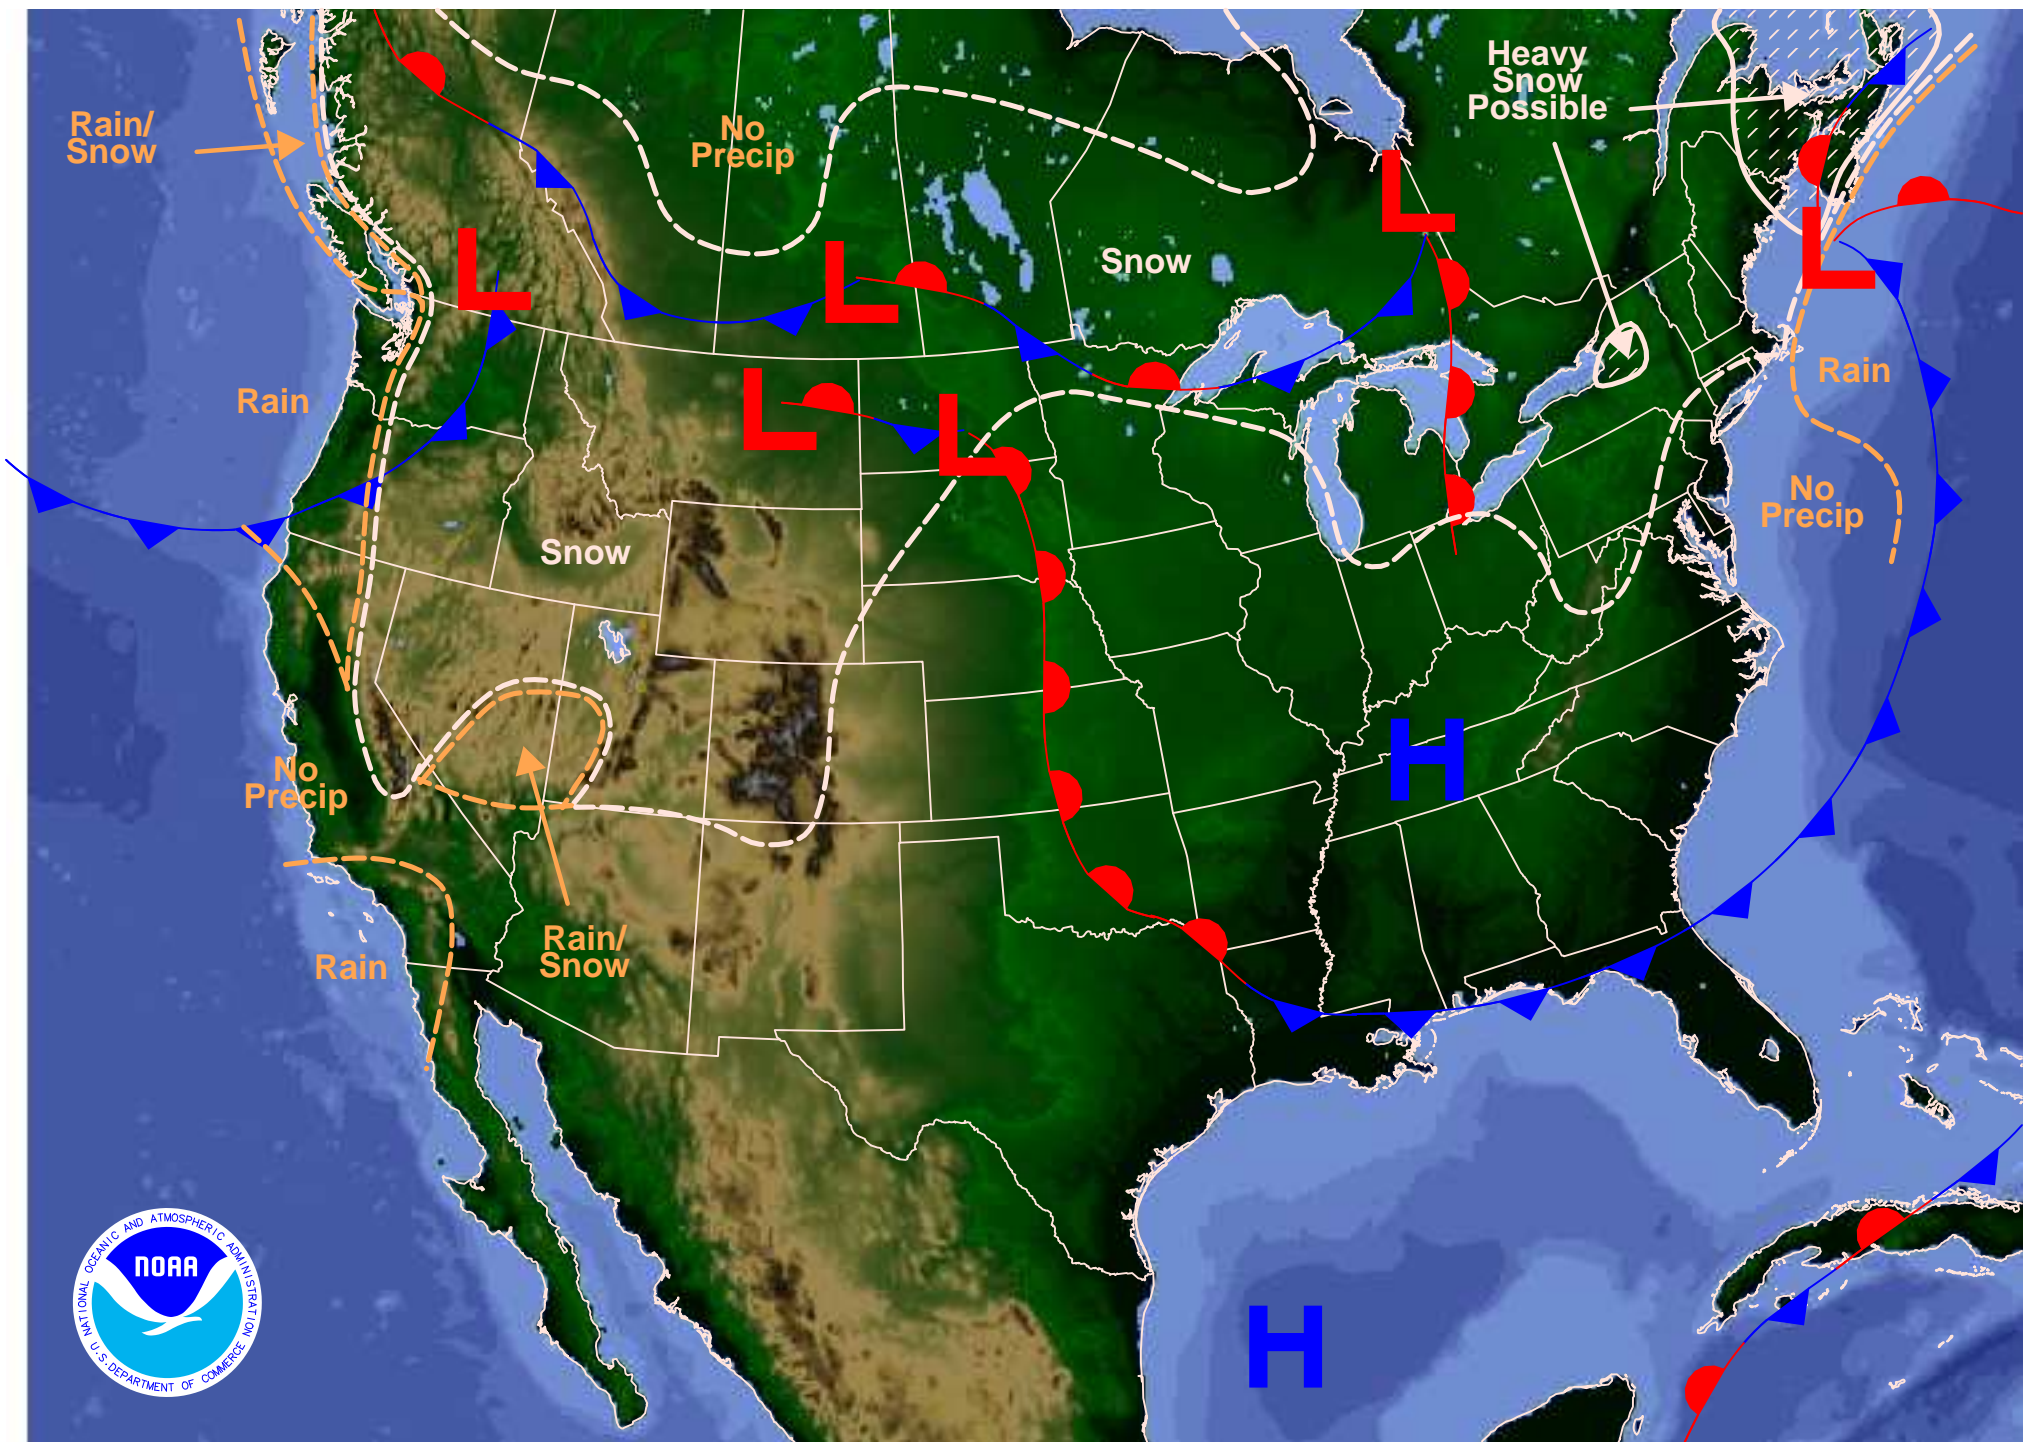 Heavy
Snow
Possible
Rain/
Snow
No
Precip
L
L
L
Snow
L
L
L
Rain
Rain
No
Precip
Snow
H
No
Precip
Rain/
Snow
Rain
H
NATIONAL OCEANIC AND ATMOSPHERIC ADMINISTRATION
NOAA
U.S. DEPARTMENT OF COMMERCE